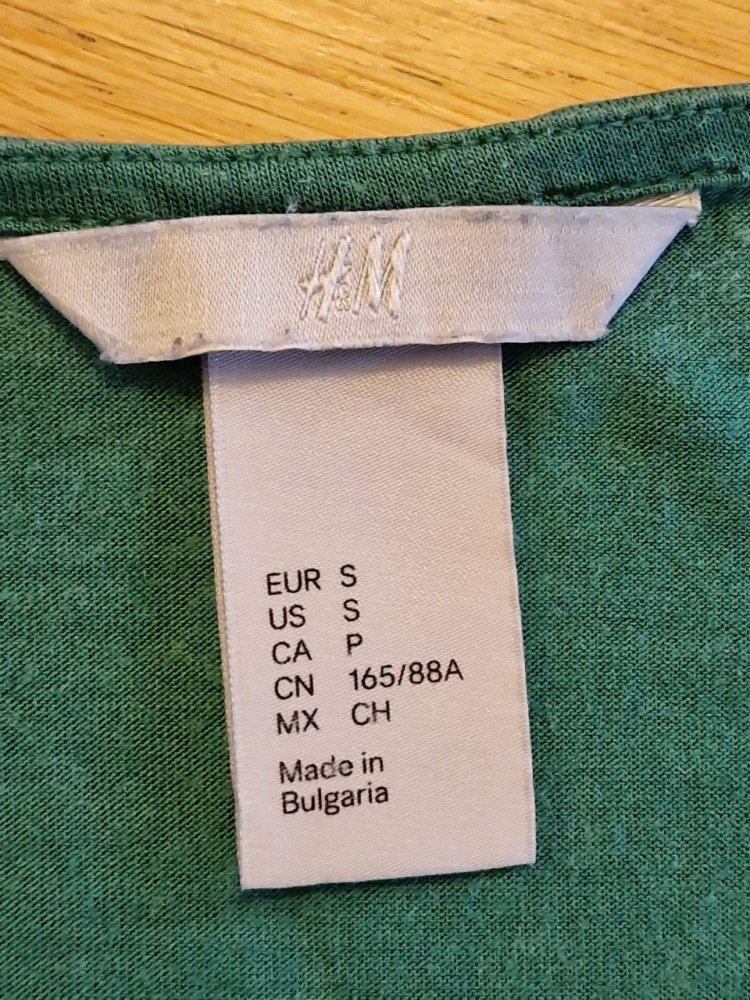 H&M
EUR S
US S
CA P
CN 165/88A
MX CH
Made in
Bulgaria